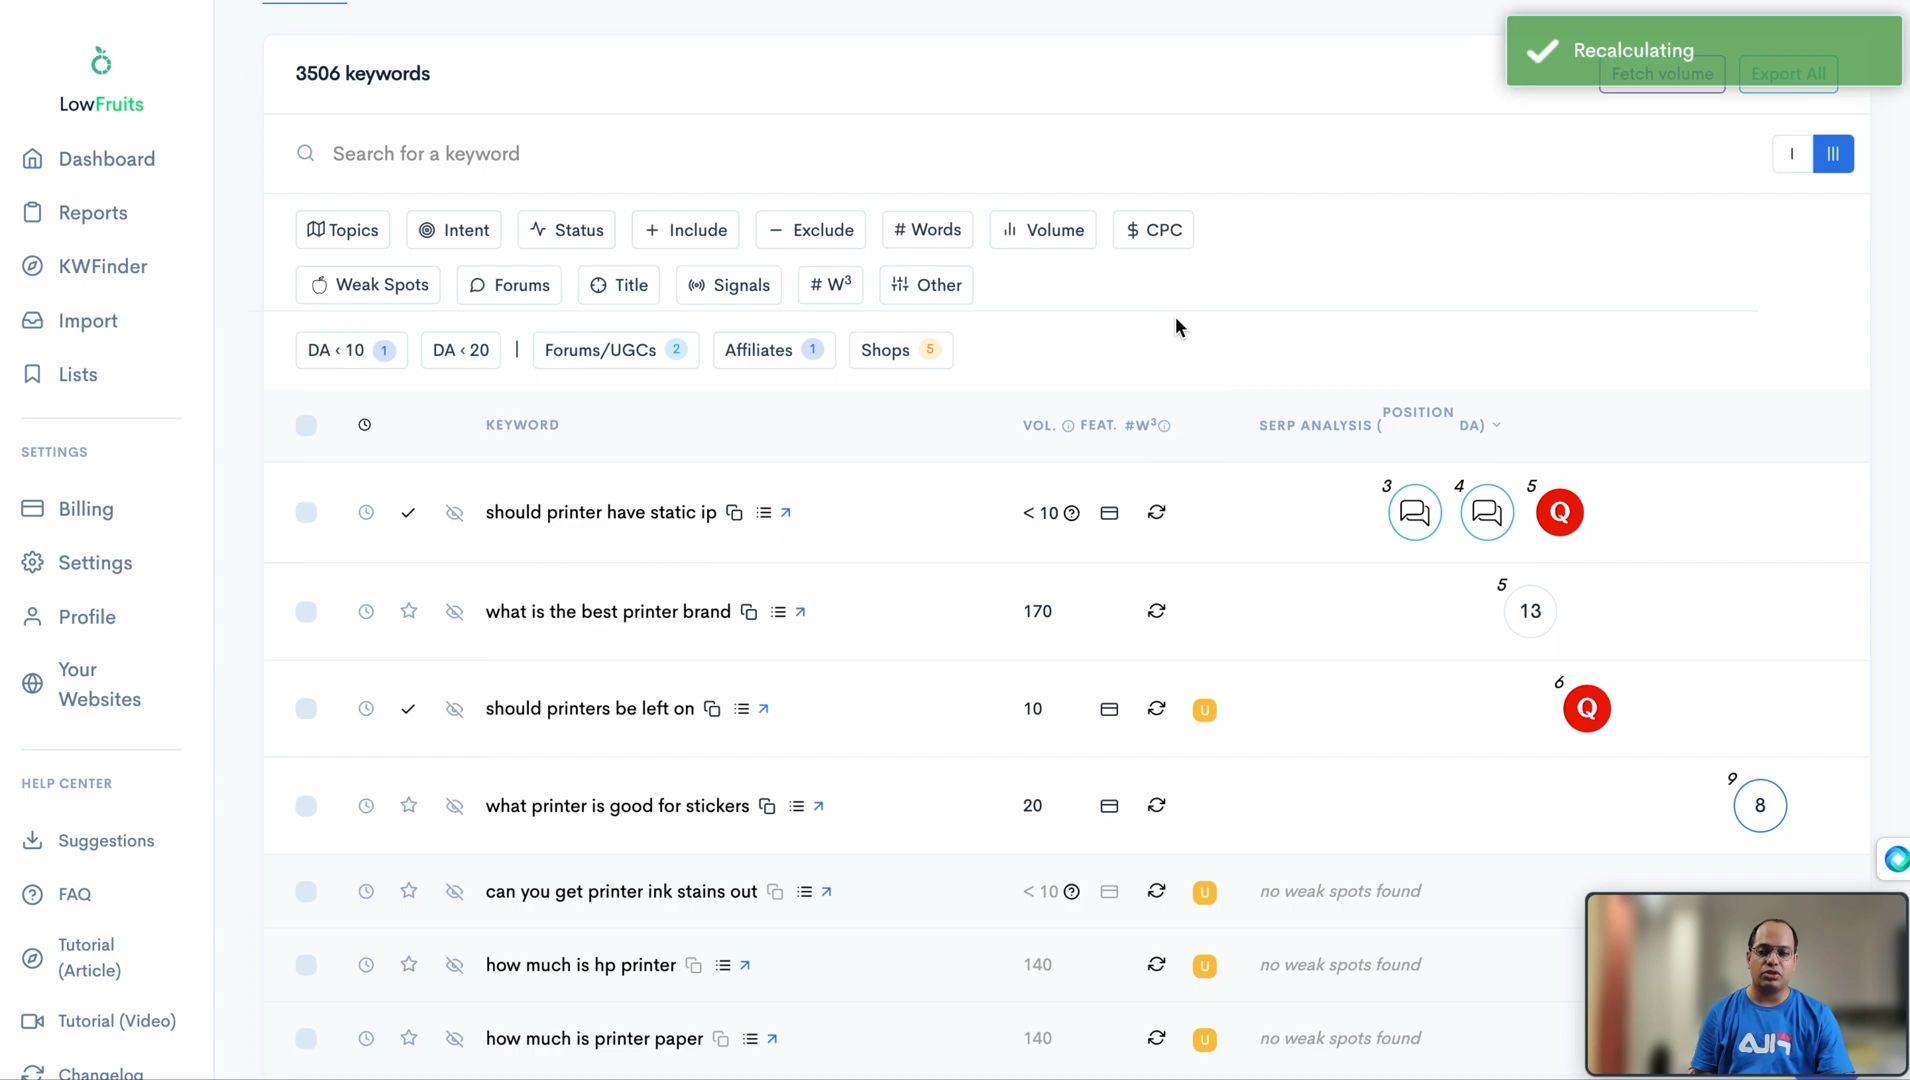 LowFruits
Dashboard
Reports
KWFinder
Import
Lists
SETTINGS
Billing
Settings
Profile
Your
Websites
HELP CENTER
Suggestions
FAQ
Tutorial
(Article)
Tutorial (Video)
Changelog
3506 keywords
Recalculating
Fetch volume
Export All
Search for a keyword
Topics
Intent
Status
+ Include
− Exclude
# Words
Volume
$ CPC
Weak Spots
Forums
Title
Signals
# W³
Other
DA < 10 1
DA < 20
|
Forums/UGCs 2
Affiliates 1
Shops 5
KEYWORD
VOL.
FEAT.
#W³
SERP ANALYSIS (
POSITION
DA)
should printer have static ip
< 10
3
4
5
Q
what is the best printer brand
170
5
13
should printers be left on
10
U
6
Q
what printer is good for stickers
20
9
8
can you get printer ink stains out
< 10
U
no weak spots found
how much is hp printer
140
U
no weak spots found
how much is printer paper
140
U
no weak spots found